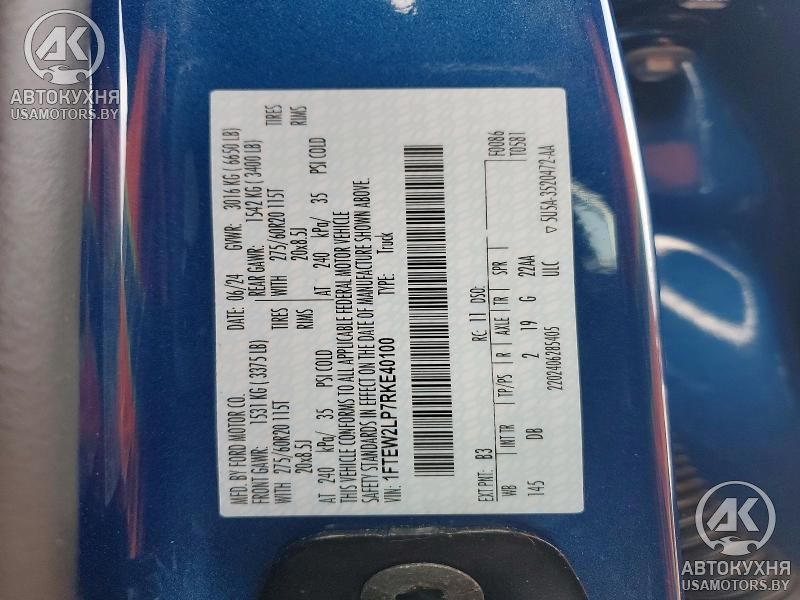 AK
АВТОКУХНЯ
USAMOTORS.BY
MFD. BY FORD MOTOR CO.
DATE: 06/24 GVWR: 3016 KG ( 6650 LB)
FRONT GAWR: 1531 KG ( 3375 LB) REAR GAWR: 1542 KG ( 3400 LB)
WITH 275/60R20 115T TIRES WITH 275/60R20 115T TIRES
20x8.5J RIMS 20x8.5J RIMS
AT 240 kPa/ 35 PSI COLD AT 240 kPa/ 35 PSI COLD
THIS VEHICLE CONFORMS TO ALL APPLICABLE FEDERAL MOTOR VEHICLE
SAFETY STANDARDS IN EFFECT ON THE DATE OF MANUFACTURE SHOWN ABOVE.
VIN: 1FTEW2LP7RKE40100 TYPE: Truck
F0086
T0581
EXT PNT: B3 RC: 11 DSO:
WB INT TR TP/PS R AXLE TR SPR
145 DB 2 19 G 22AA
2202406285405 ULC
▽ 5U5A-3520472-AA
AK
АВТОКУХНЯ
USAMOTORS.BY